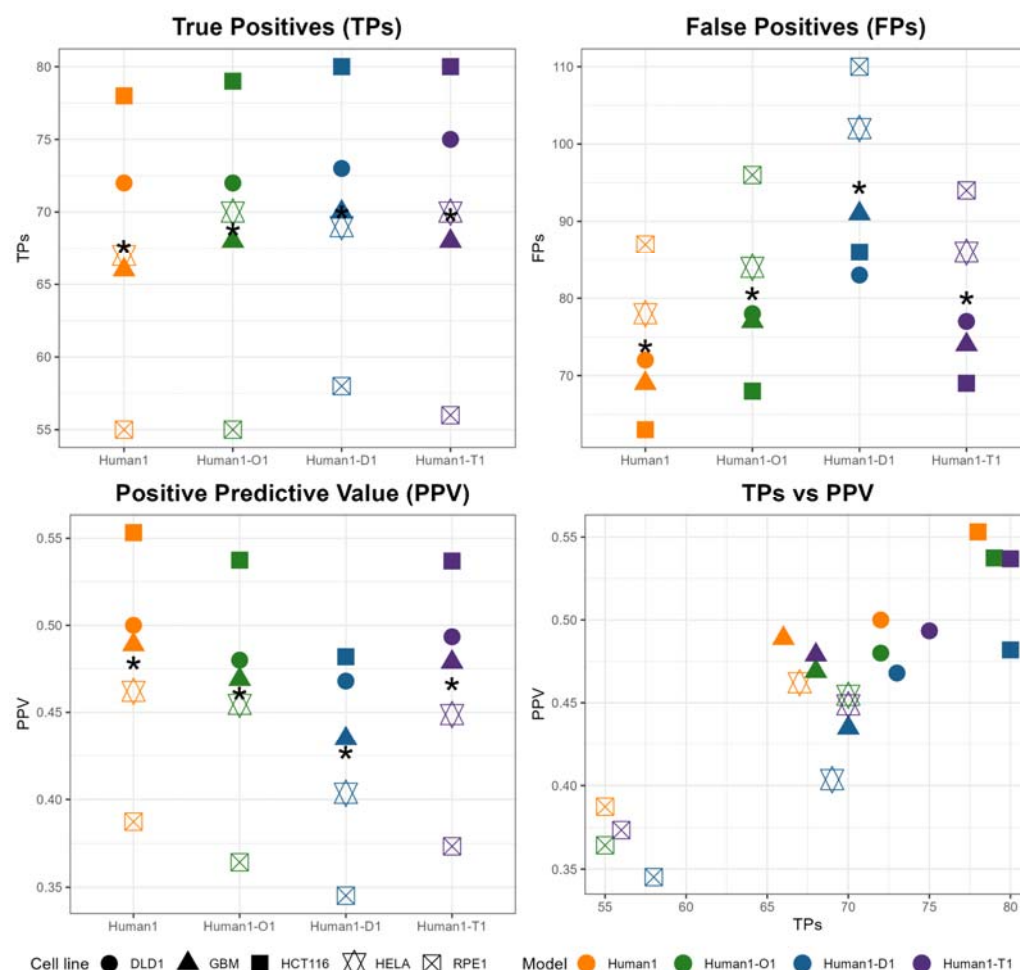 True Positives (TPs)
80
75
70
65
60
55
TPs
Human1 Human1-O1 Human1-D1 Human1-T1
False Positives (FPs)
110
100
90
80
70
FPs
Human1 Human1-O1 Human1-D1 Human1-T1
Positive Predictive Value (PPV)
0.55
0.50
0.45
0.40
0.35
PPV
Human1 Human1-O1 Human1-D1 Human1-T1
TPs vs PPV
0.55
0.50
0.45
0.40
0.35
PPV
55 60 65 70 75 80
TPs
Cell line DLD1 GBM HCT116 HELA RPE1
Model Human1 Human1-O1 Human1-D1 Human1-T1